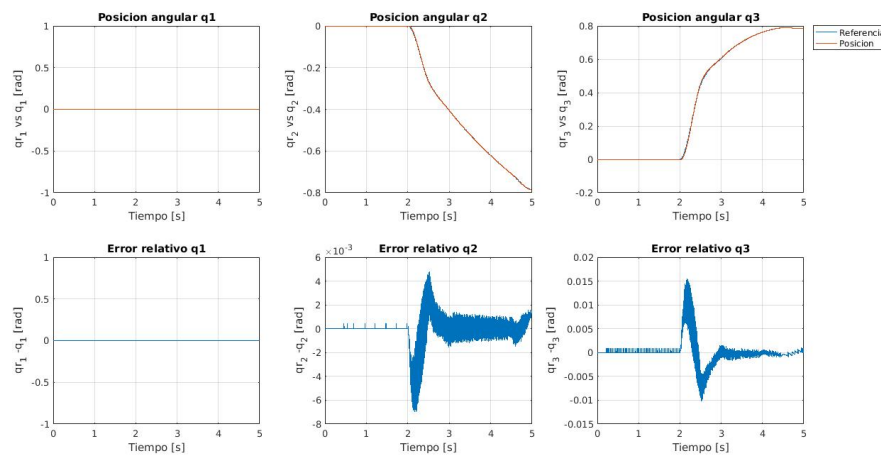 Posicion angular q1
qr1 vs q1 [rad]
1
0.5
0
-0.5
-1
0 1 2 3 4 5
Tiempo [s]
Posicion angular q2
qr2 vs q2 [rad]
0
-0.2
-0.4
-0.6
-0.8
0 1 2 3 4 5
Tiempo [s]
Posicion angular q3
qr3 vs q3 [rad]
0.8
0.6
0.4
0.2
0
-0.2
0 1 2 3 4 5
Tiempo [s]
Referencia
Posicion
Error relativo q1
qr1 -q1 [rad]
1
0.5
0
-0.5
-1
0 1 2 3 4 5
Tiempo [s]
Error relativo q2
×10-3
qr2 -q2 [rad]
6
4
2
0
-2
-4
-6
-8
0 1 2 3 4 5
Tiempo [s]
Error relativo q3
qr3 -q3 [rad]
0.02
0.015
0.01
0.005
0
-0.005
-0.01
-0.015
0 1 2 3 4 5
Tiempo [s]